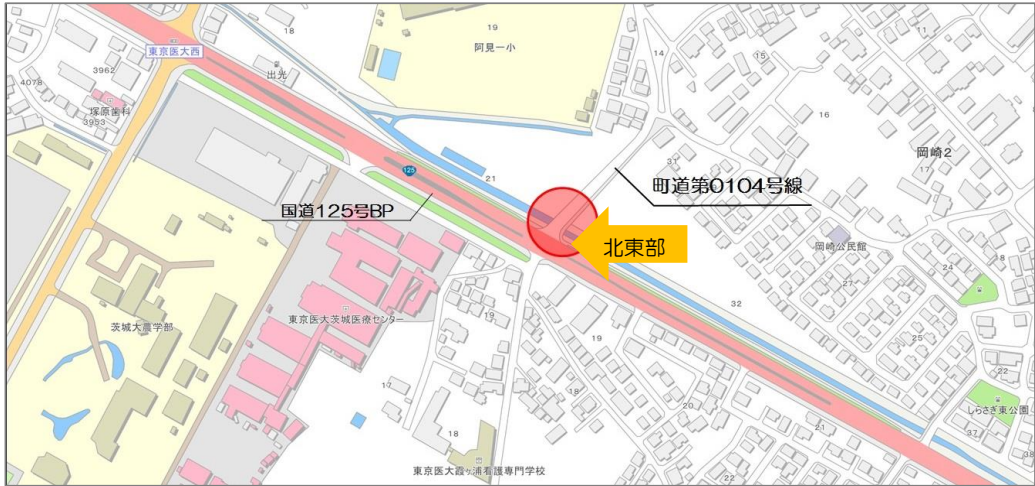 18
19
阿見一小
東京医大西
14
15
4078
3962
出光
塚原歯科
3953
16
岡崎2
17
31
125
21
町道第0104号線
国道125号BP
北東部
岡崎公民館
24
18
27
32
茨城大農学部
東京医大茨城医療センター
19
19
25
22
17
18
しらさぎ東公園
20
37
18
21
38
東京医大霞ヶ浦看護専門学校